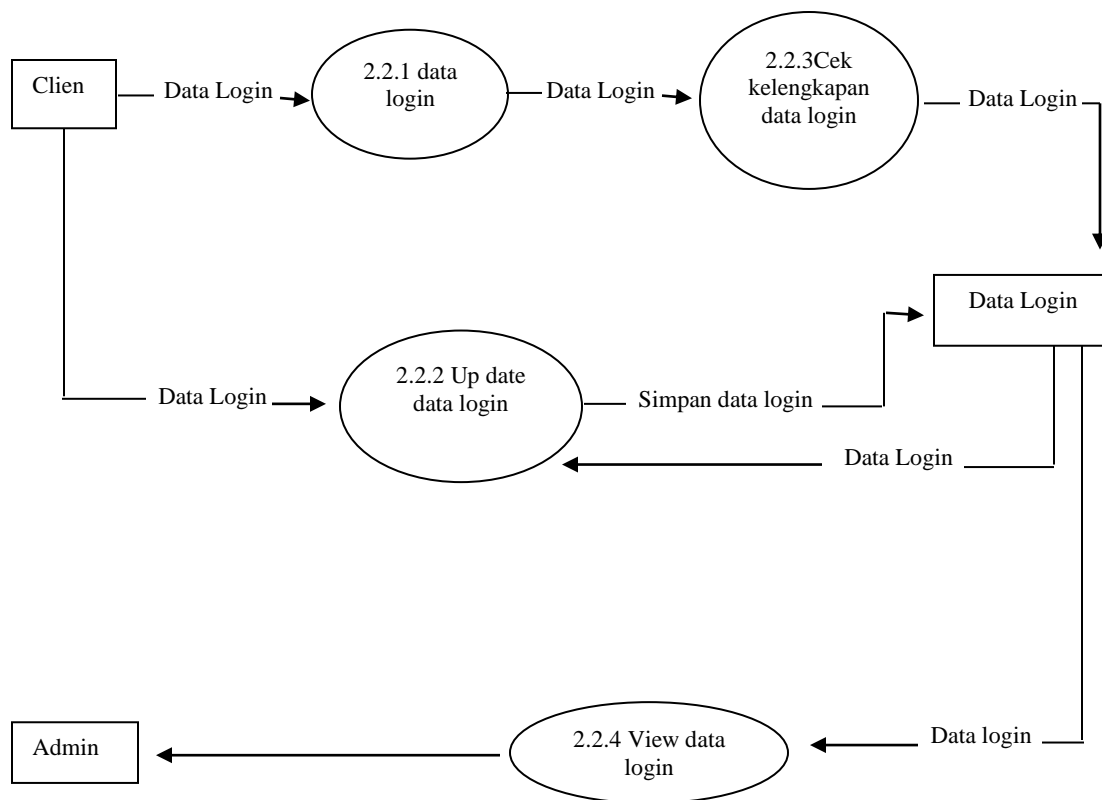 Clien
Data Login
2.2.1 data
login
Data Login
2.2.3Cek
kelengkapan
data login
Data Login
Data Login
Data Login
2.2.2 Up date
data login
Simpan data login
Data Login
Admin
2.2.4 View data
login
Data login